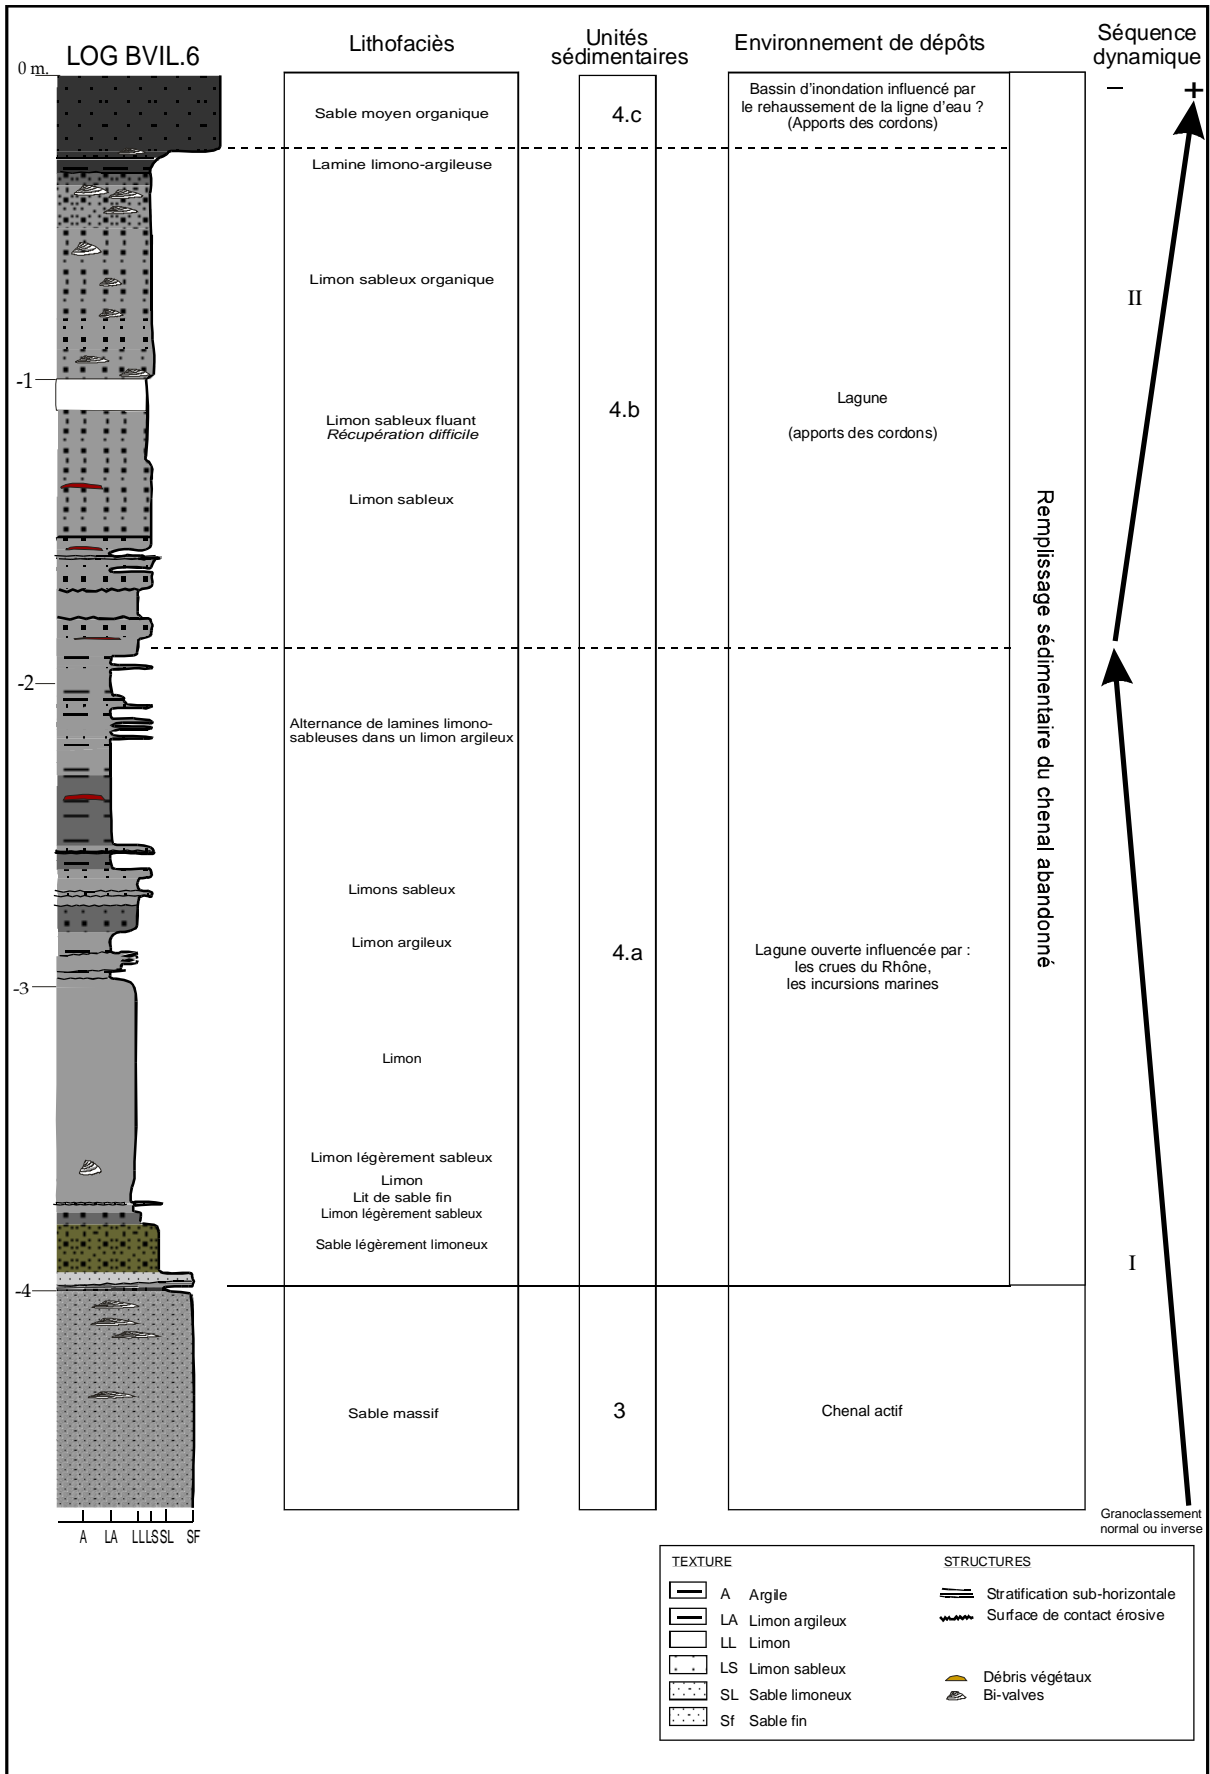 LOG BVIL.6
Lithofaciès
Unités
sédimentaires
Environnement de dépôts
Séquence
dynamique
0 m.
− +
Sable moyen organique
4.c
Bassin d'inondation influencé par
le rehaussement de la ligne d'eau ?
(Apports des cordons)
Lamine limono-argileuse
Limon sableux organique
II
-1
4.b
Lagune
(apports des cordons)
Limon sableux fluant
Récupération difficile
Limon sableux
Remplissage sédimentaire du chenal abandonné
-2
Alternance de lamines limono-
sableuses dans un limon argileux
Limons sableux
Limon argileux
4.a
Lagune ouverte influencée par :
les crues du Rhône,
les incursions marines
-3
Limon
Limon légèrement sableux
Limon
Lit de sable fin
Limon légèrement sableux
Sable légèrement limoneux
I
-4
Sable massif
3
Chenal actif
Granoclassement
normal ou inverse
A LA LL LS SL SF
TEXTURE
A Argile
LA Limon argileux
LL Limon
LS Limon sableux
SL Sable limoneux
Sf Sable fin
STRUCTURES
Stratification sub-horizontale
Surface de contact érosive
Débris végétaux
Bi-valves